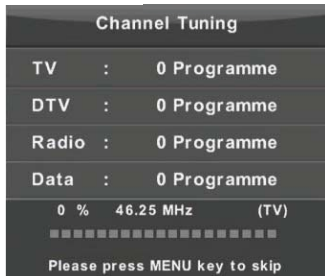 Channel Tuning
TV : 0 Programme
DTV : 0 Programme
Radio : 0 Programme
Data : 0 Programme
0 % 46.25 MHz (TV)
Please press MENU key to skip